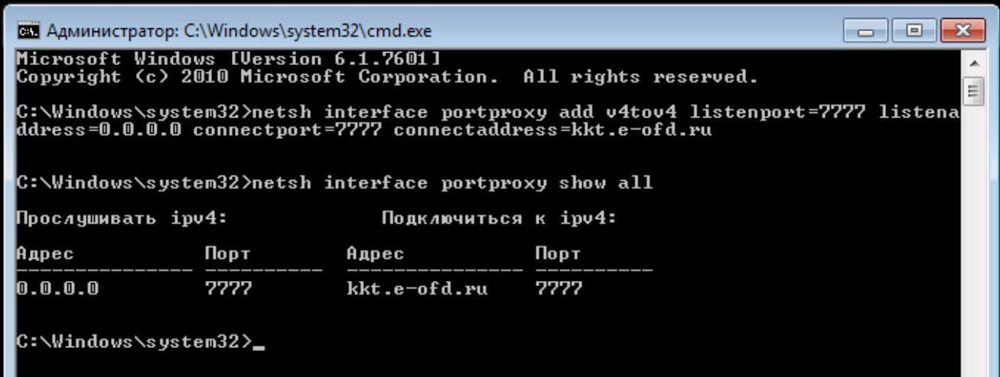 Администратор: C:\Windows\system32\cmd.exe
Microsoft Windows [Version 6.1.7601]
Copyright (c) 2010 Microsoft Corporation.  All rights reserved.
C:\Windows\system32>netsh interface portproxy add v4tov4 listenport=7777 listena
ddress=0.0.0.0 connectport=7777 connectaddress=kkt.e-ofd.ru
C:\Windows\system32>netsh interface portproxy show all
Прослушивать ipv4:             Подключиться к ipv4:
Адрес           Порт        Адрес           Порт
--------------- ----------  --------------- ----------
0.0.0.0         7777        kkt.e-ofd.ru    7777
C:\Windows\system32>_